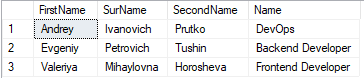 FirstName SurName SecondName Name
1 Andrey Ivanovich Prutko DevOps
2 Evgeniy Petrovich Tushin Backend Developer
3 Valeriya Mihaylovna Horosheva Frontend Developer